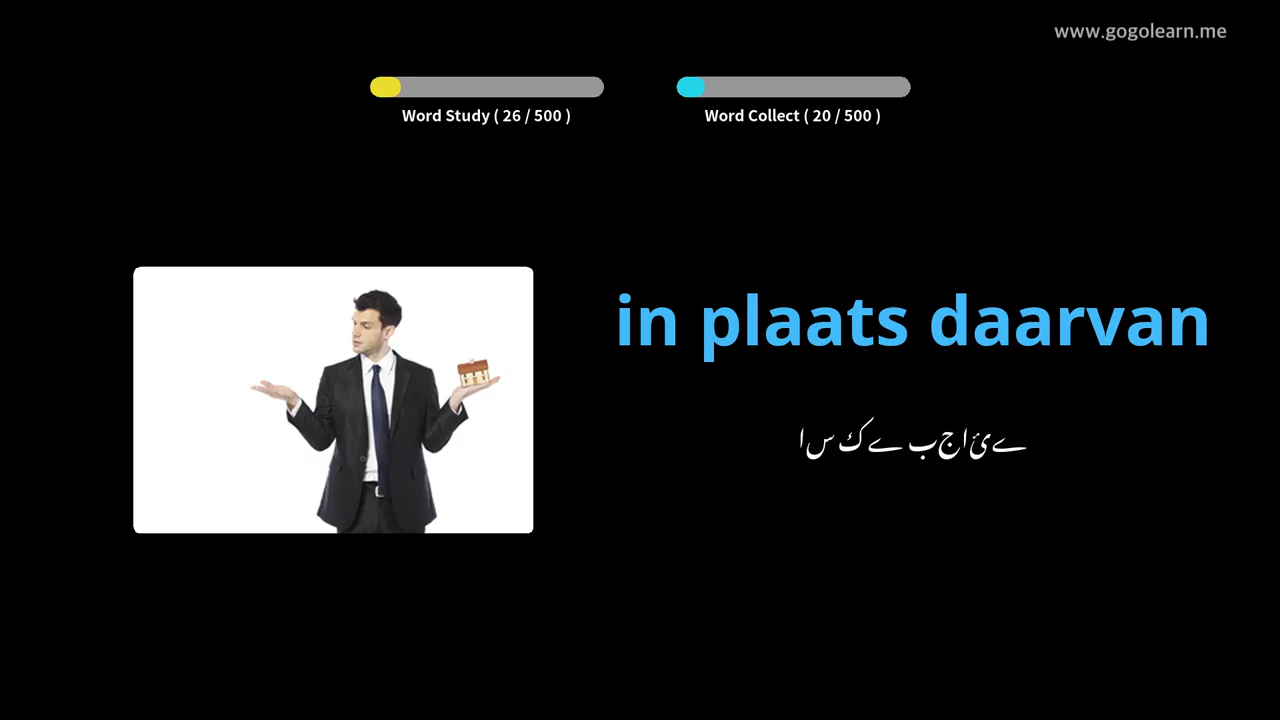 www.gogolearn.me
Word Study ( 26 / 500 )
Word Collect ( 20 / 500 )
in plaats daarvan
اس کے بجائے